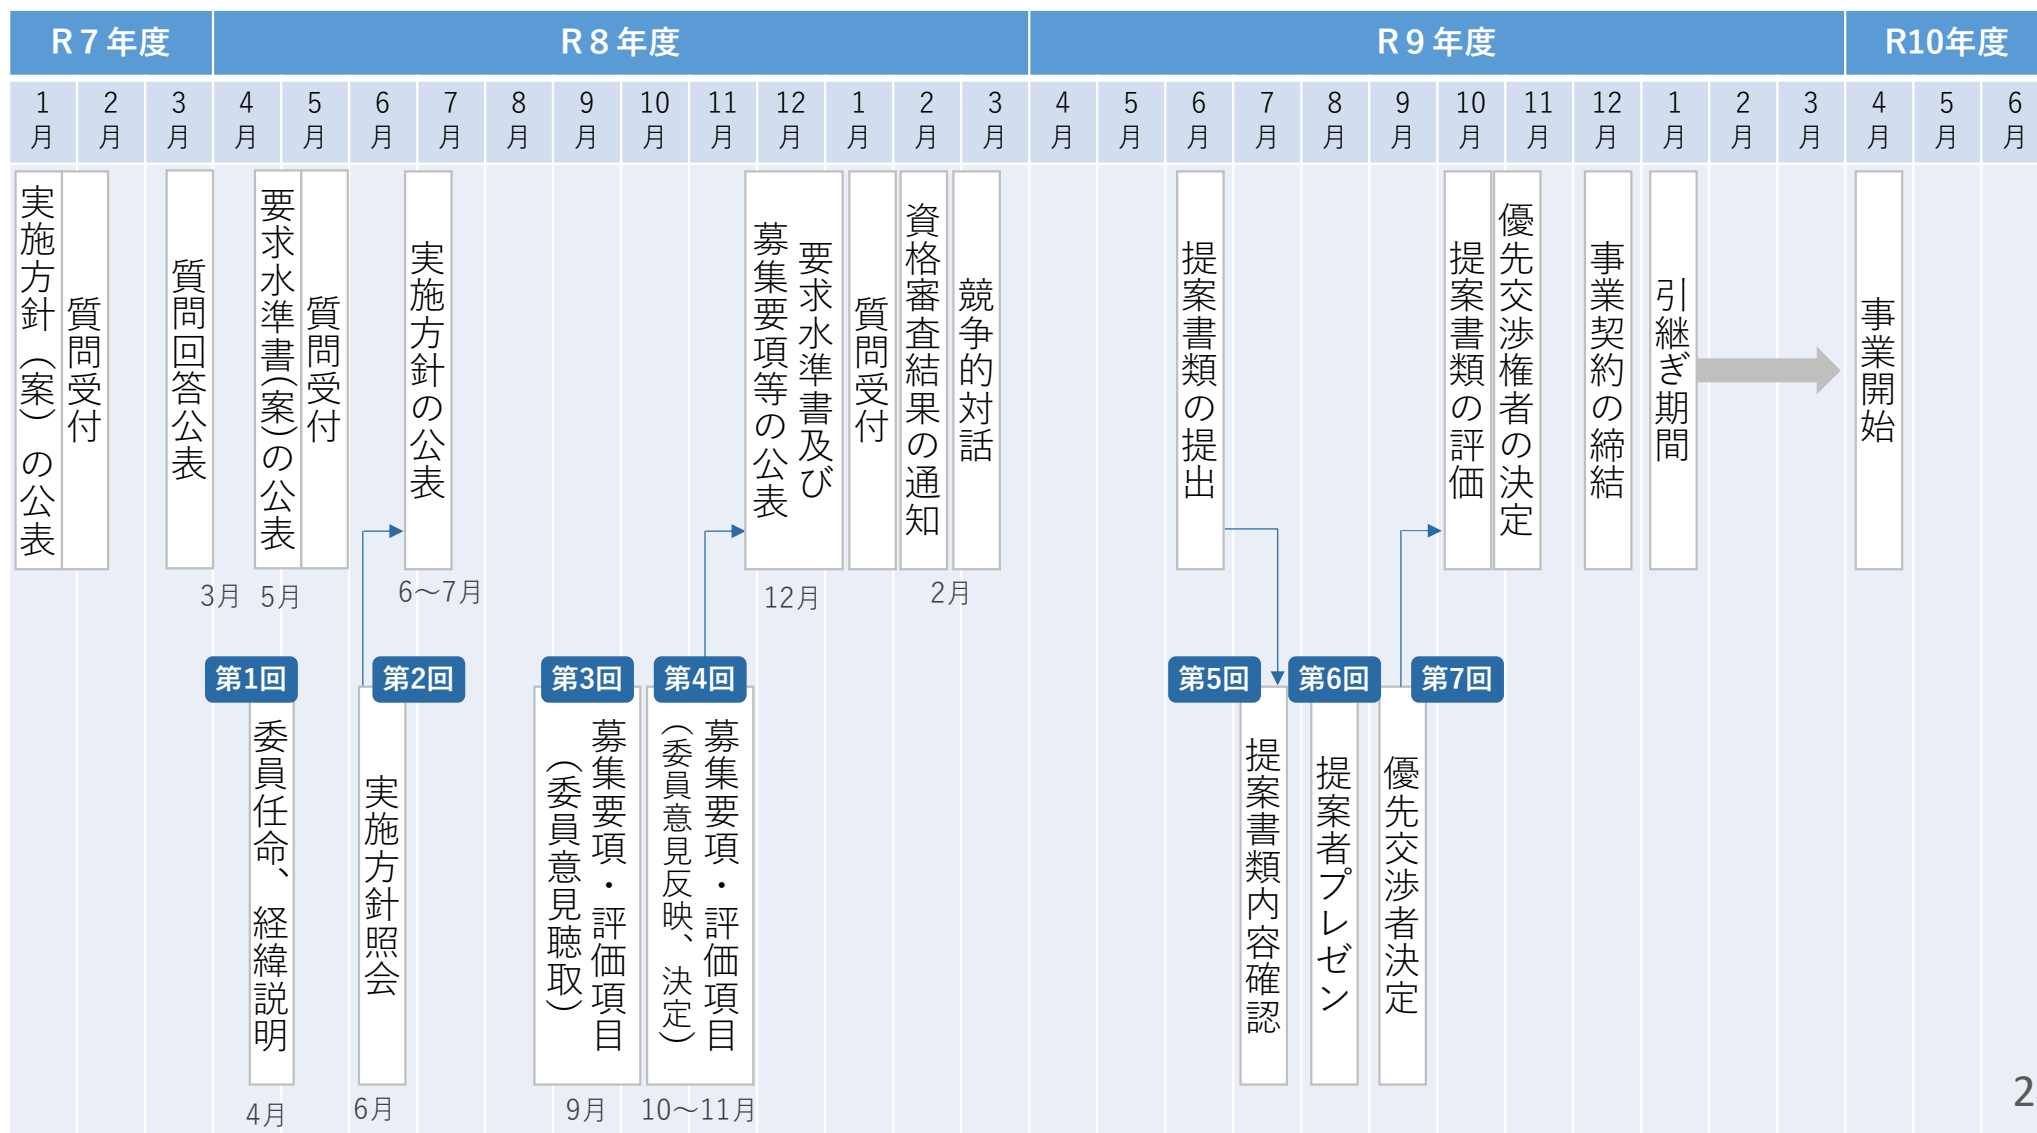 R７年度
R８年度
R９年度
R10年度
1月
2月
3月
4月
5月
6月
7月
8月
9月
10月
11月
12月
1月
2月
3月
4月
5月
6月
7月
8月
9月
10月
11月
12月
1月
2月
3月
4月
5月
6月
実施方針（案）の公表
質問受付
質問回答公表
3月
要求水準書(案)の公表
質問受付
5月
実施方針の公表
6～7月
要求水準書及び
募集要項等の公表
12月
質問受付
資格審査結果の通知
競争的対話
2月
提案書類の提出
提案書類の評価
優先交渉権者の決定
事業契約の締結
引継ぎ期間
事業開始
第1回
委員任命、経緯説明
4月
第2回
実施方針照会
6月
第3回
募集要項・評価項目
（委員意見聴取）
9月
第4回
募集要項・評価項目
（委員意見反映、決定）
10～11月
第5回
提案書類内容確認
第6回
提案者プレゼン
第7回
優先交渉者決定
2